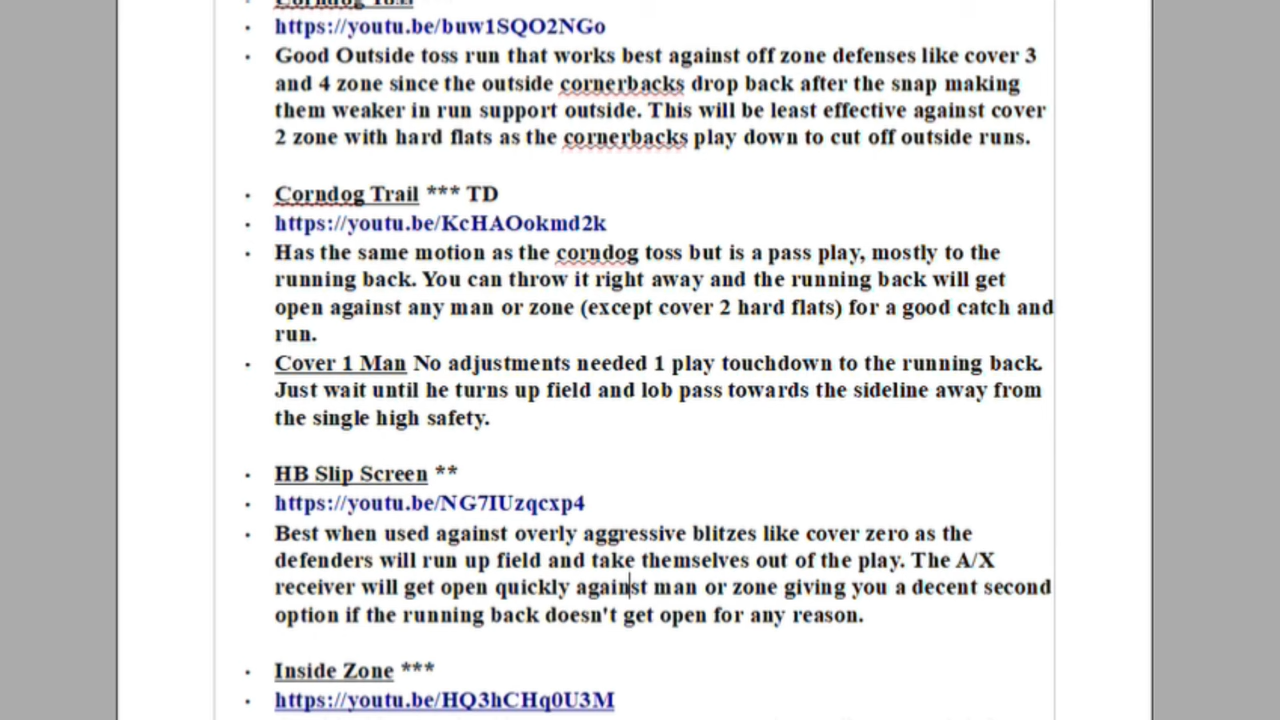 Corndog Toss ***
https://youtu.be/buw1SQO2NGo
Good Outside toss run that works best against off zone defenses like cover 3
and 4 zone since the outside cornerbacks drop back after the snap making
them weaker in run support outside. This will be least effective against cover
2 zone with hard flats as the cornerbacks play down to cut off outside runs.
Corndog Trail *** TD
https://youtu.be/KcHAOokmd2k
Has the same motion as the corndog toss but is a pass play, mostly to the
running back. You can throw it right away and the running back will get
open against any man or zone (except cover 2 hard flats) for a good catch and
run.
Cover 1 Man No adjustments needed 1 play touchdown to the running back.
Just wait until he turns up field and lob pass towards the sideline away from
the single high safety.
HB Slip Screen **
https://youtu.be/NG7IUzqcxp4
Best when used against overly aggressive blitzes like cover zero as the
defenders will run up field and take themselves out of the play. The A/X
receiver will get open quickly against man or zone giving you a decent second
option if the running back doesn't get open for any reason.
Inside Zone ***
https://youtu.be/HQ3hCHq0U3M